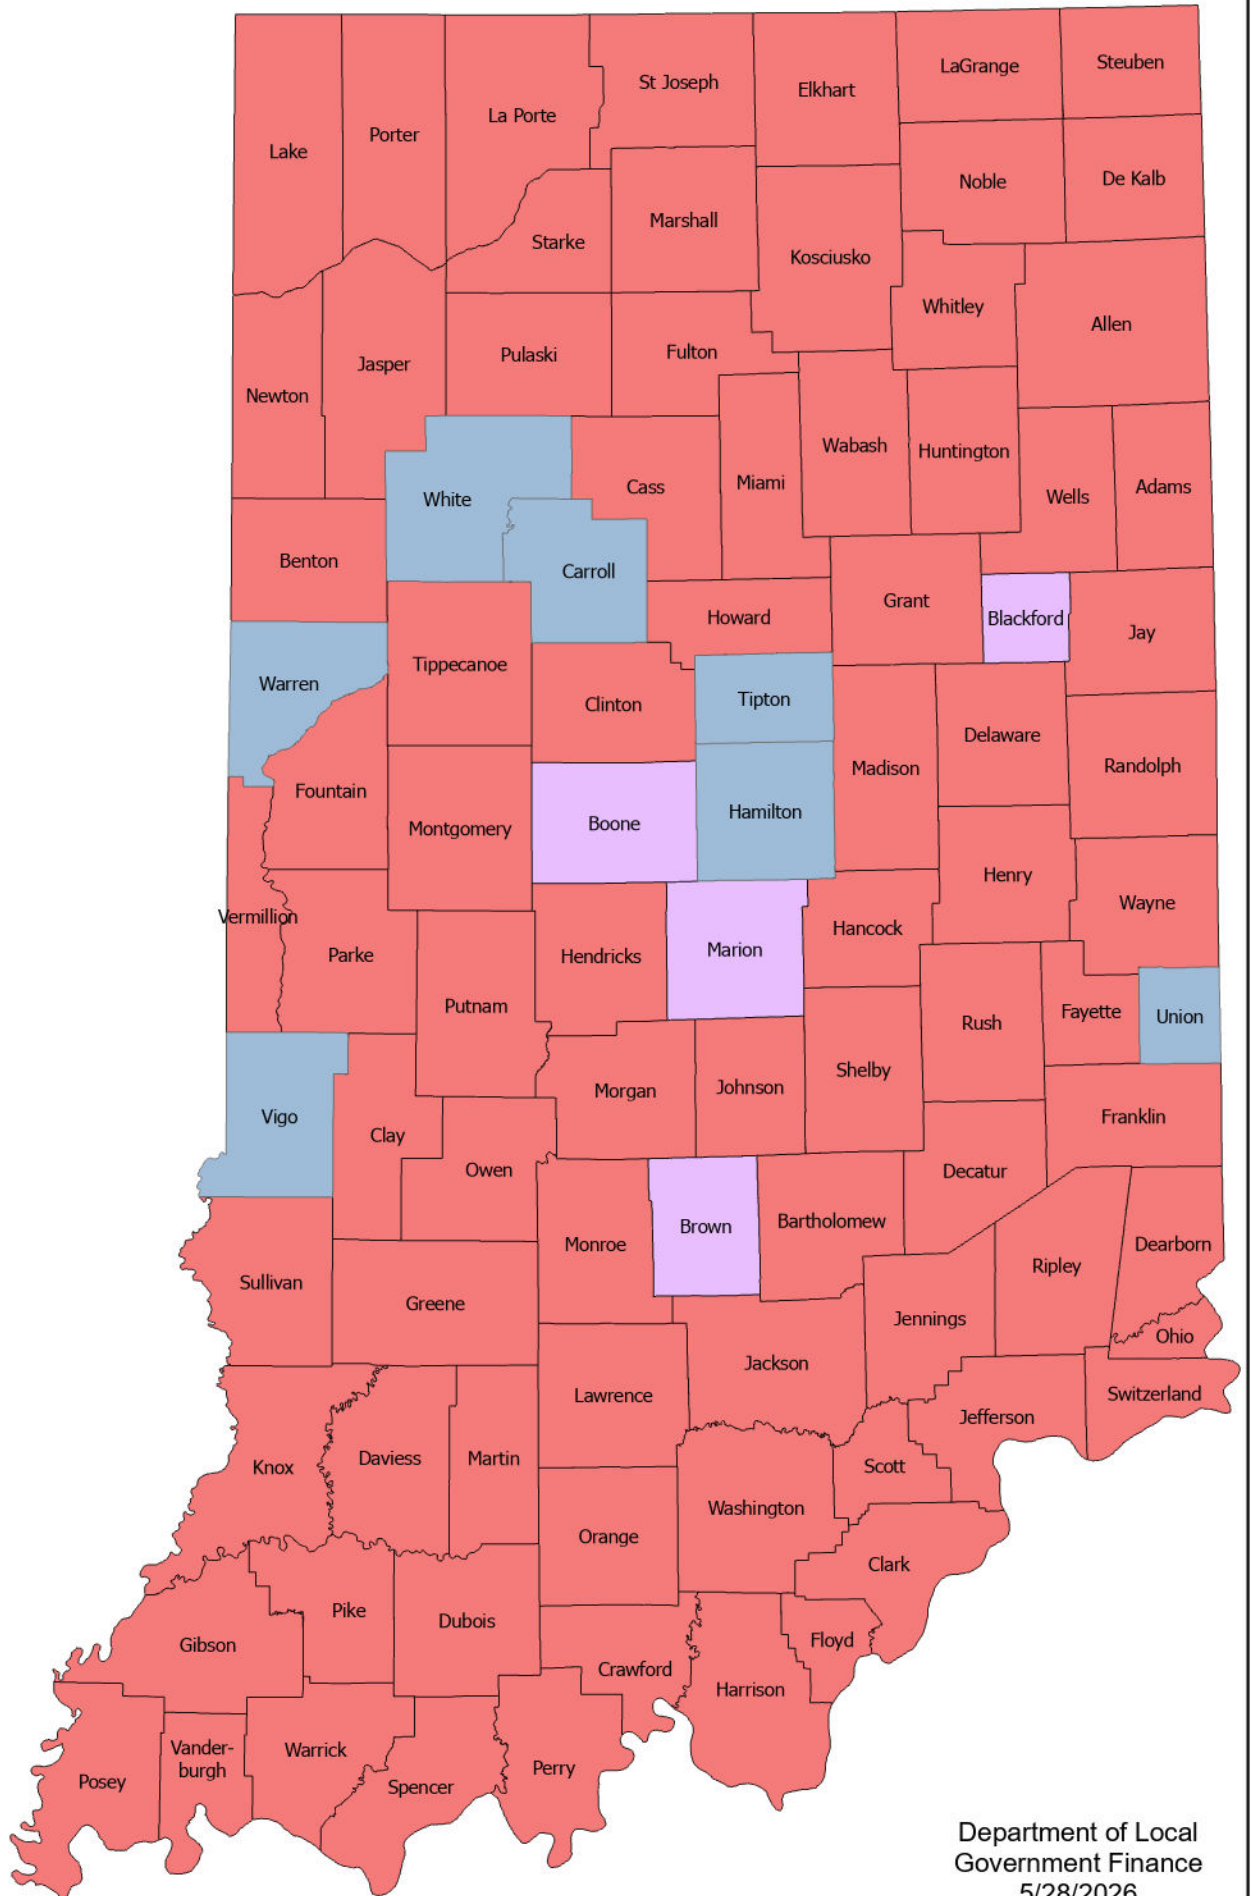 Steuben
LaGrange
St Joseph
Elkhart
La Porte
Porter
Lake
Noble
De Kalb
Marshall
Starke
Kosciusko
Whitley
Allen
Fulton
Pulaski
Jasper
Newton
Wabash
Huntington
Miami
Cass
White
Wells
Adams
Benton
Carroll
Grant
Howard
Blackford
Jay
Tippecanoe
Warren
Tipton
Clinton
Delaware
Madison
Randolph
Fountain
Hamilton
Boone
Montgomery
Henry
Wayne
Vermillion
Hancock
Marion
Hendricks
Parke
Putnam
Fayette
Union
Rush
Shelby
Johnson
Morgan
Vigo
Franklin
Clay
Owen
Decatur
Bartholomew
Brown
Monroe
Dearborn
Ripley
Sullivan
Greene
Jennings
Ohio
Jackson
Lawrence
Switzerland
Jefferson
Daviess
Martin
Knox
Scott
Washington
Orange
Clark
Pike
Dubois
Floyd
Gibson
Crawford
Harrison
Vander-
burgh
Warrick
Perry
Posey
Spencer
Department of Local
Government Finance
5/28/2026